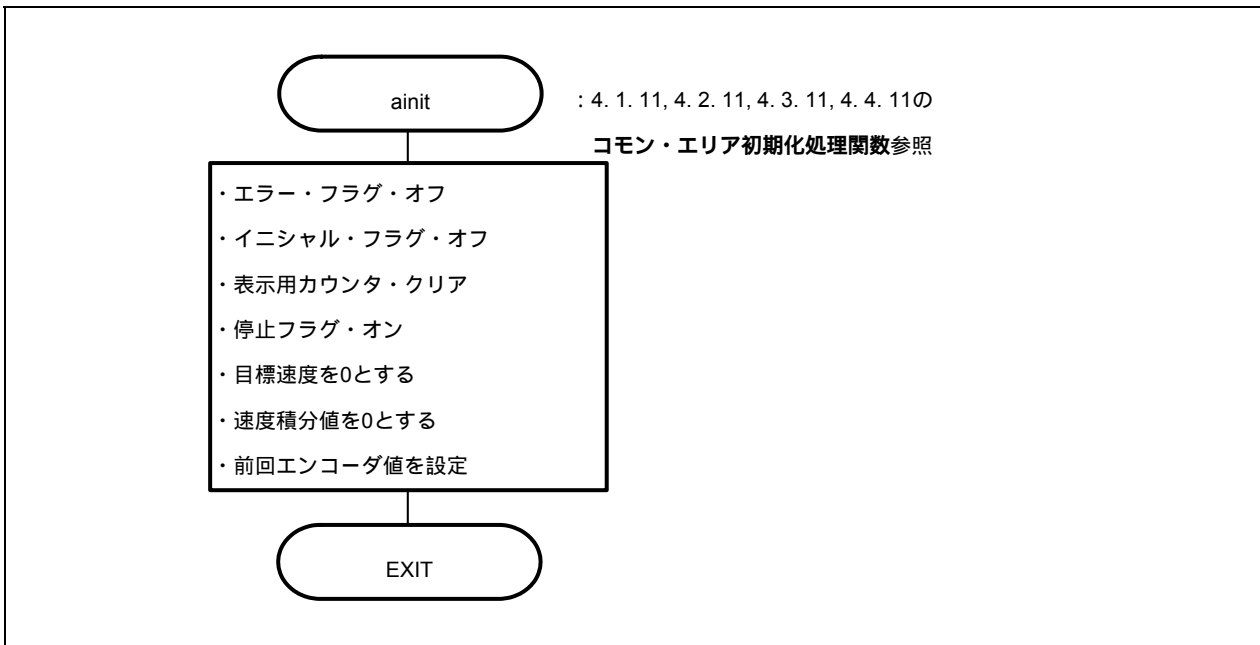 ainit
: 4. 1. 11, 4. 2. 11, 4. 3. 11, 4. 4. 11の
コモン・エリア初期化処理関数参照
・エラー・フラグ・オフ
・イニシャル・フラグ・オフ
・表示用カウンタ・クリア
・停止フラグ・オン
・目標速度を0とする
・速度積分値を0とする
・前回エンコーダ値を設定
EXIT